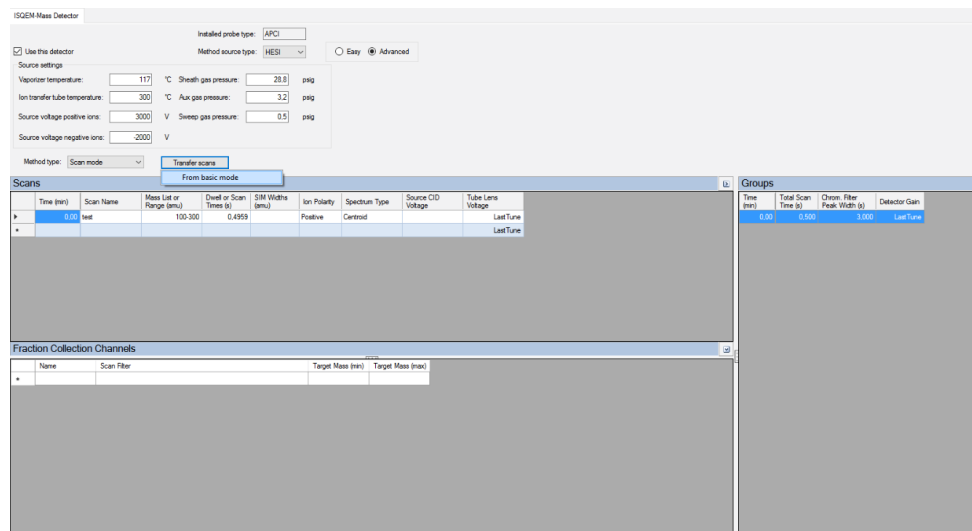 ISQEM-Mass Detector
Installed probe type: APCI
Use this detector Method source type: HESI Easy Advanced
Source settings
Vaporizer temperature: 117 °C Sheath gas pressure: 28,8 psig
Ion transfer tube temperature: 300 °C Aux gas pressure: 3,2 psig
Source voltage positive ions: 3000 V Sweep gas pressure: 0,5 psig
Source voltage negative ions: -2000 V
Method type: Scan mode Transfer scans
From basic mode
Scans
Time (min) Scan Name Mass List or Range (amu) Dwell or Scan Times (s) SIM Widths (amu) Ion Polarity Spectrum Type Source CID Voltage Tube Lens Voltage
0,00 test 100-300 0,4959 Positive Centroid LastTune
LastTune
Groups
Time (min) Total Scan Time (s) Chrom. Filter Peak Width (s) Detector Gain
0,00 0,500 3,000 LastTune
Fraction Collection Channels
Name Scan Filter Target Mass (min) Target Mass (max)